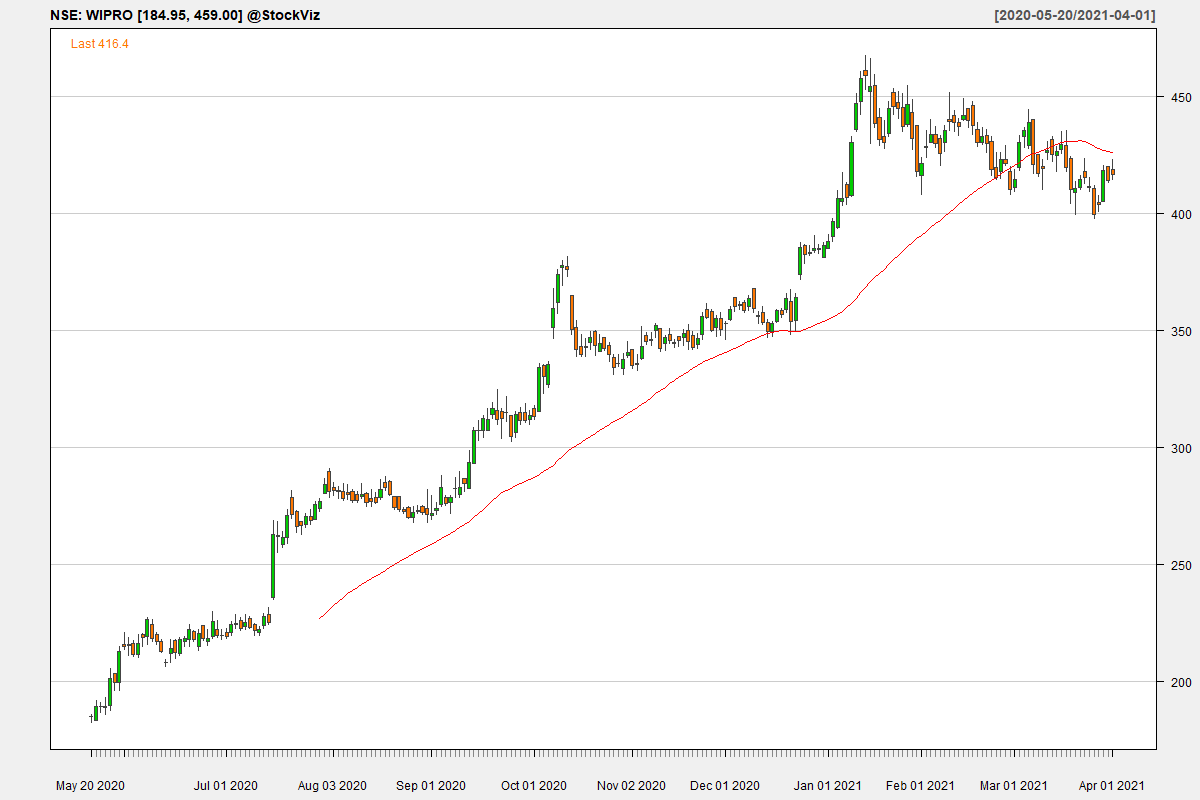 NSE: WIPRO [184.95, 459.00] @StockViz [2020-05-20/2021-04-01]
Last 416.4
450
400
350
300
250
200
May 20 2020 Jul 01 2020 Aug 03 2020 Sep 01 2020 Oct 01 2020 Nov 02 2020 Dec 01 2020 Jan 01 2021 Feb 01 2021 Mar 01 2021 Apr 01 2021